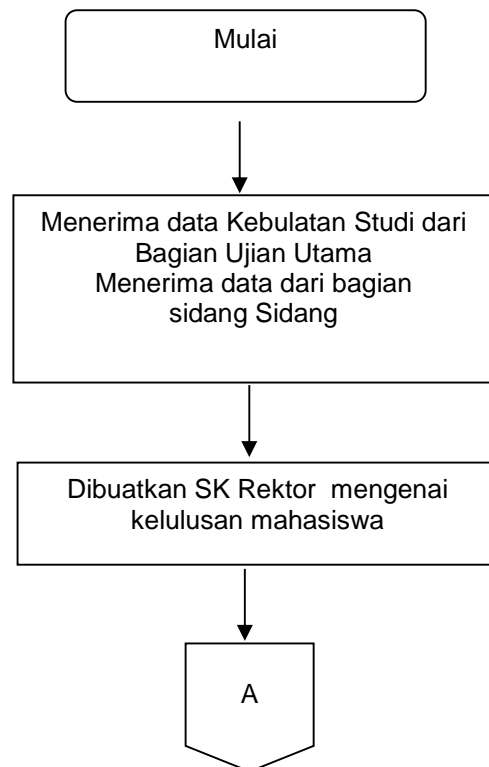 Mulai
Menerima data Kebulatan Studi dari
Bagian Ujian Utama
Menerima data dari bagian
sidang Sidang
Dibuatkan SK Rektor mengenai
kelulusan mahasiswa
A